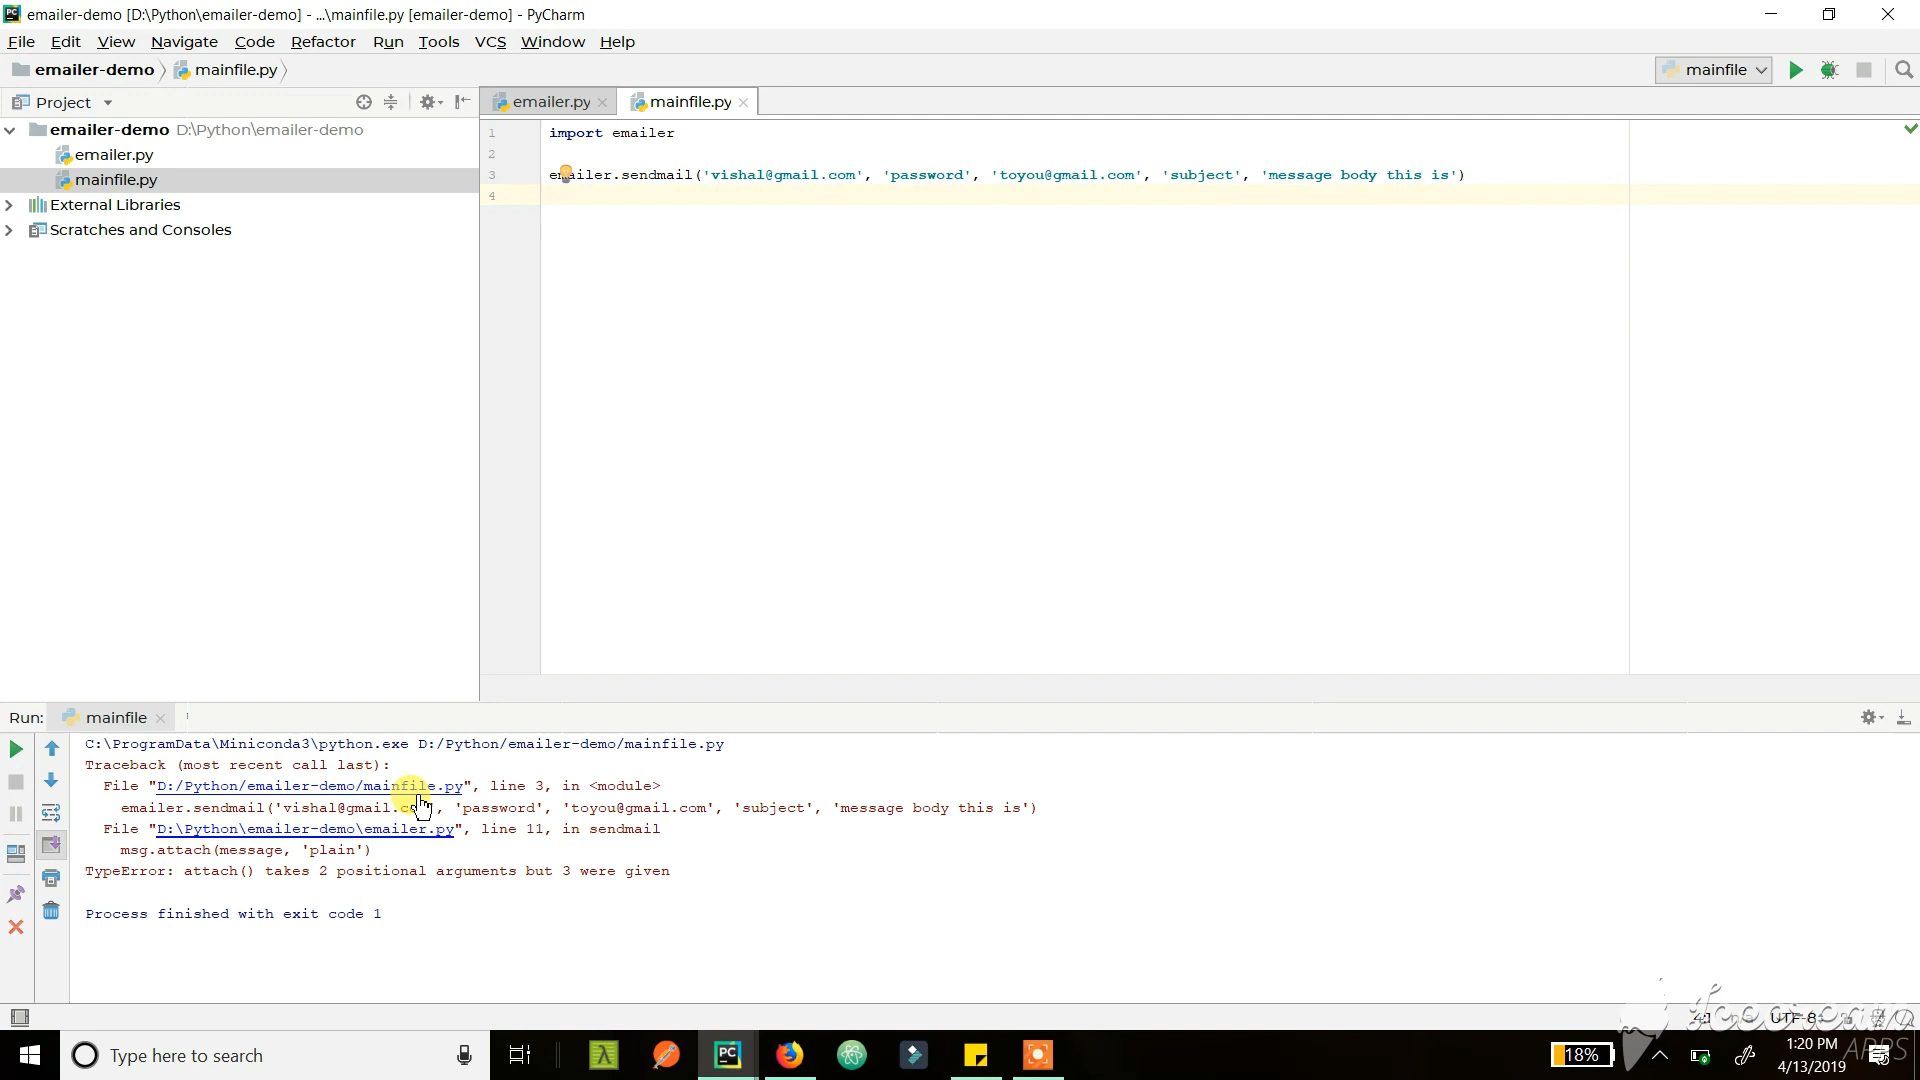 emailer-demo [D:\Python\emailer-demo] - ...\mainfile.py [emailer-demo] - PyCharm
File Edit View Navigate Code Refactor Run Tools VCS Window Help
emailer-demo mainfile.py mainfile
Project emailer.py mainfile.py
emailer-demo D:\Python\emailer-demo
emailer.py
mainfile.py
External Libraries
Scratches and Consoles
1 import emailer
2
3 emailer.sendmail('vishal@gmail.com', 'password', 'toyou@gmail.com', 'subject', 'message body this is')
4
Run: mainfile
C:\ProgramData\Miniconda3\python.exe D:/Python/emailer-demo/mainfile.py
Traceback (most recent call last):
File "D:/Python/emailer-demo/mainfile.py", line 3, in <module>
emailer.sendmail('vishal@gmail.com', 'password', 'toyou@gmail.com', 'subject', 'message body this is')
File "D:\Python\emailer-demo\emailer.py", line 11, in sendmail
msg.attach(message, 'plain')
TypeError: attach() takes 2 positional arguments but 3 were given
Process finished with exit code 1
4:1 UTF-8
Icecream
APPS
Type here to search
PC
18%
1:20 PM
4/13/2019